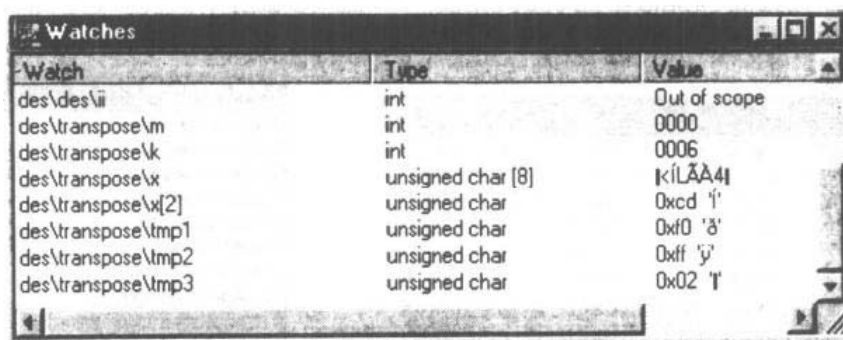 Watches
Watch Type Value
des\des\ii int Out of scope
des\transpose\m int 0000
des\transpose\k int 0006
des\transpose\x unsigned char [8] |<ÍLÃÀ4|
des\transpose\x[2] unsigned char 0xcd 'Í'
des\transpose\tmp1 unsigned char 0xf0 'ð'
des\transpose\tmp2 unsigned char 0xff 'ÿ'
des\transpose\tmp3 unsigned char 0x02 '|'